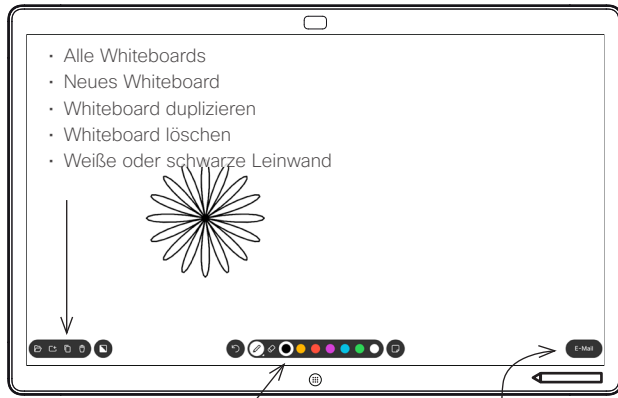 · Alle Whiteboards
· Neues Whiteboard
· Whiteboard duplizieren
· Whiteboard löschen
· Weiße oder schwarze Leinwand
E-Mail